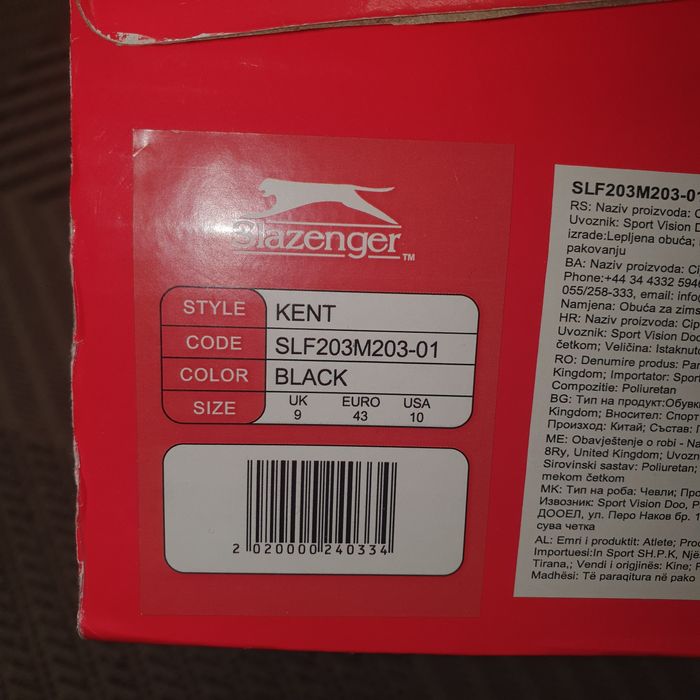 Slazenger™
STYLE KENT
CODE SLF203M203-01
COLOR BLACK
SIZE UK 9 EURO 43 USA 10
2 020000 240334
SLF203M203-01
RS: Naziv proizvoda:
Uvoznik: Sport Vision
izrade:Lepljena obuća;
pakovanju
BA: Naziv proizvoda:
Phone:+44 34 4332
055/258-333, email:
Namjena: Obuća za
HR: Naziv proizvoda:
Uvoznik: Sport Vision Doo,
četkom; Veličina:
RO: Denumire produs:
Kingdom; Importator:
Compozitie: Poliuretan
BG: Тип на продукт:Обувки
Kingdom; Вносител: Спорт
Произход: Китай; Състав:
ME: Obavještenje o robi -
8Ry, United Kingdom;
Sirovinski sastav: Poliuretan;
mekom četkom
MK: Тип на роба: Чевли;
Извозник: Sport Vision Doo,
ДООЕЛ, ул. Перо Наков бр.
сува четка
AL: Emri i produktit: Atlete;
Importuesi:In Sport SH.P.K,
Tirana,; Vendi i origjinës: Kine;
Madhësi: Të paraqitura në pako